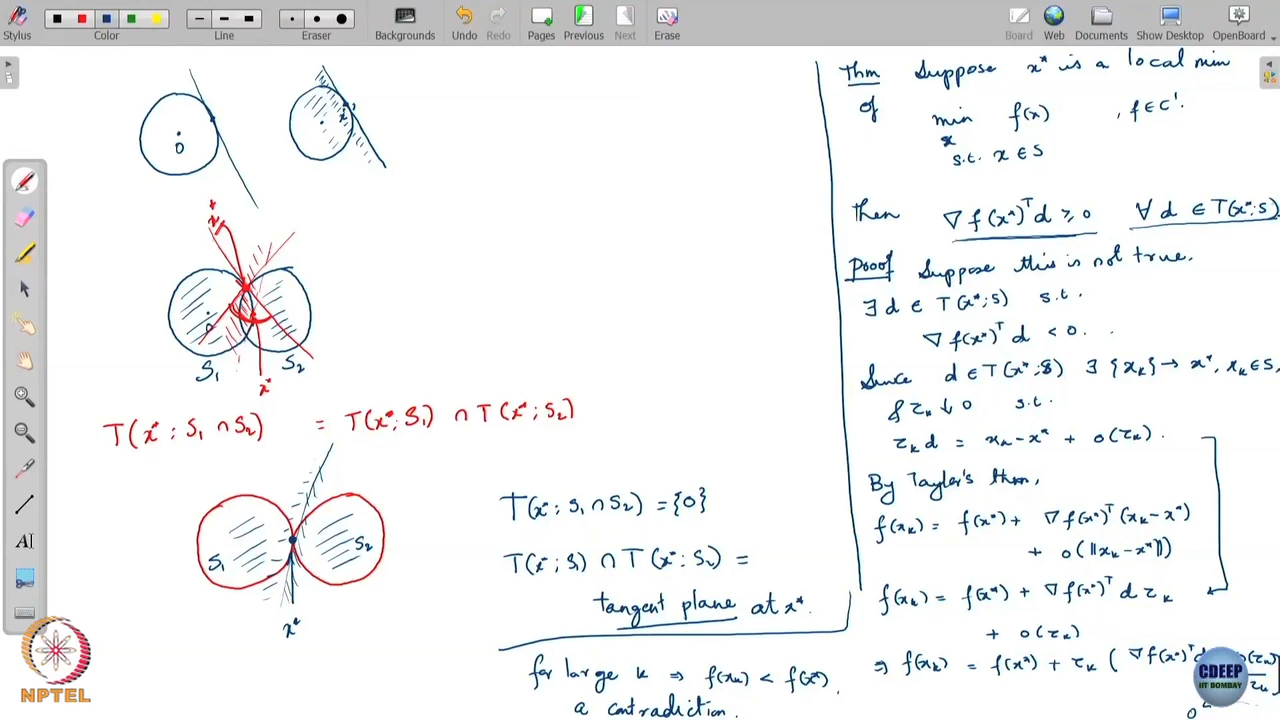 Stylus
Color
Line
Eraser
Backgrounds
Undo
Redo
Pages
Previous
Next
Erase
Board
Web
Documents
Show Desktop
OpenBoard
0
x*
x*
0
S₁
S₂
x*
T(x*; S₁ ∩ S₂) = T(x*; S₁) ∩ T(x*; S₂)
S₁
S₂
x*
T(x*; S₁ ∩ S₂) = {0}
T(x*; S₁) ∩ T(x*; S₂) =
tangent plane at x*.
for large k ⇒ f(xₖ) < f(x*).
a contradiction.
Thm Suppose x* is a local min
of min f(x) , f ∈ C¹.
x
s.t. x ∈ S
Then ∇f(x*)ᵀd ≥ 0 ∀ d ∈ T(x*; S).
Proof Suppose this is not true.
∃ d ∈ T(x*; S) s.t.
∇f(x*)ᵀd < 0.
Since d ∈ T(x*; S) ∃ {xₖ} → x*, xₖ ∈ S,
& τₖ ↓ 0 s.t.
τₖ d = xₖ - x* + o(τₖ).
By Taylor's thm,
f(xₖ) = f(x*) + ∇f(x*)ᵀ(xₖ - x*)
+ o(||xₖ - x*||)
f(xₖ) = f(x*) + ∇f(x*)ᵀ d τₖ
+ o(τₖ)
⇒ f(xₖ) = f(x*) + τₖ ( ∇f(x*)ᵀd
NPTEL
CDEEP
IIT BOMBAY